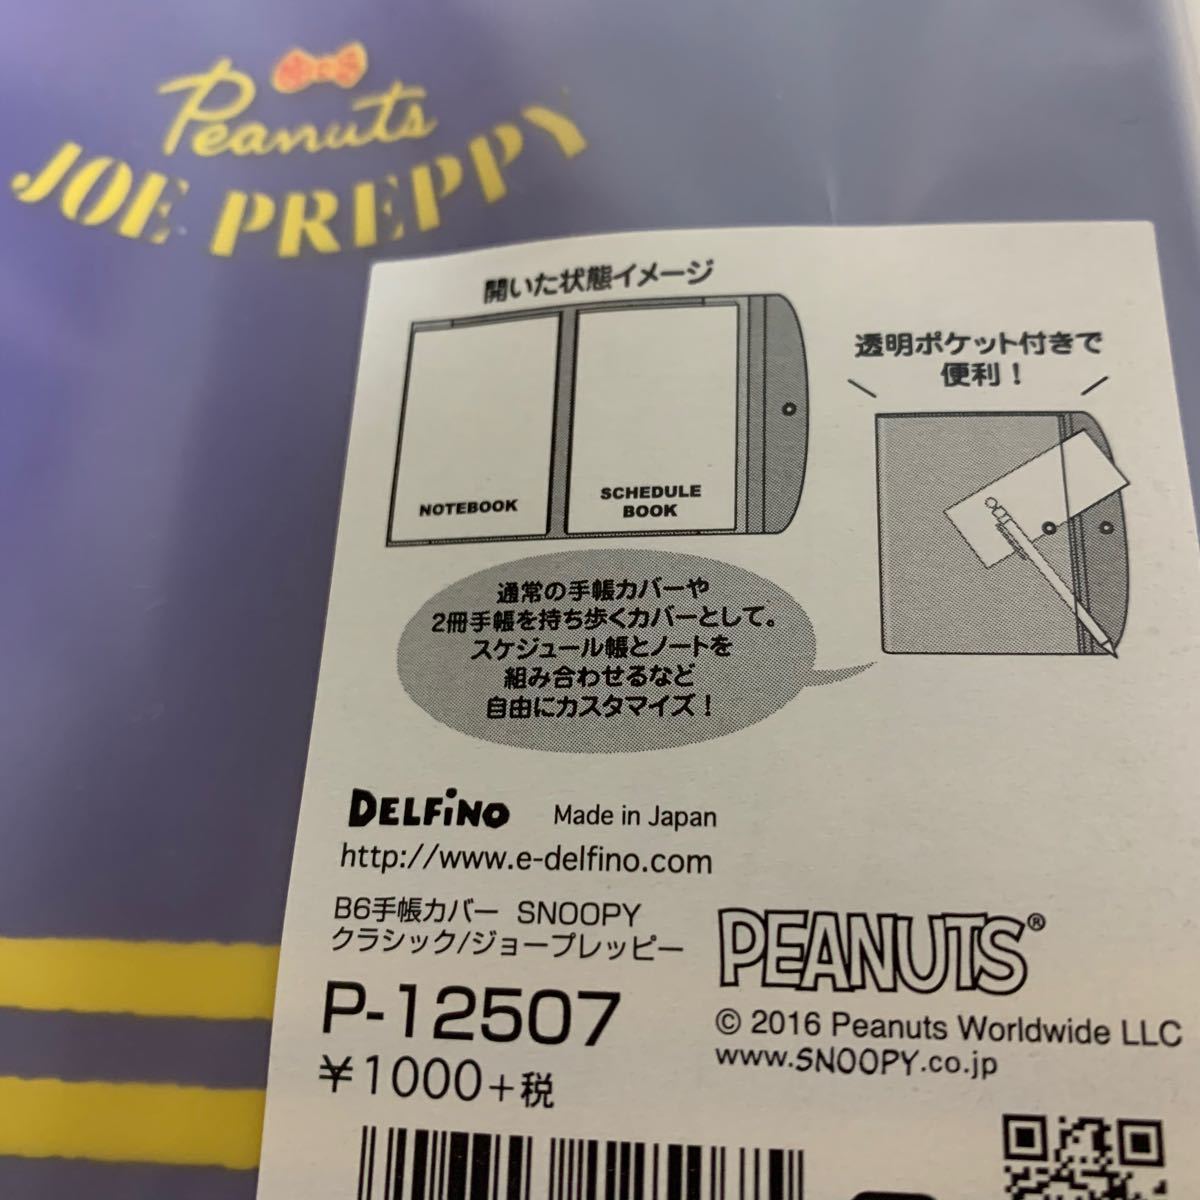 Peanuts
JOE PREPPY
開いた状態イメージ
NOTEBOOK
SCHEDULE
BOOK
透明ポケット付きで
便利！
通常の手帳カバーや
2冊手帳を持ち歩くカバーとして。
スケジュール帳とノートを
組み合わせるなど
自由にカスタマイズ！
DELFiNO Made in Japan
http://www.e-delfino.com
B6手帳カバー SNOOPY
クラシック/ジョープレッピー
P-12507
¥1000+税
PEANUTS®
© 2016 Peanuts Worldwide LLC
www.SNOOPY.co.jp